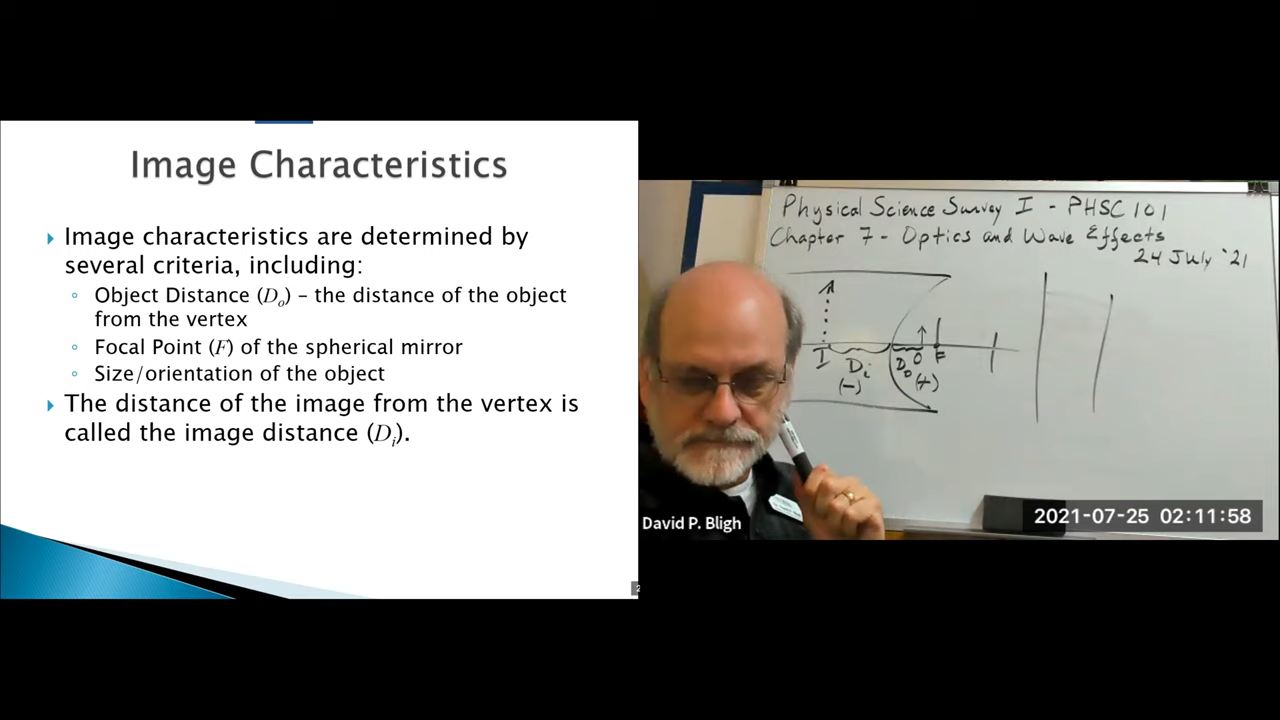 Image Characteristics
Image characteristics are determined by
several criteria, including:
Object Distance (Do) – the distance of the object
from the vertex
Focal Point (F) of the spherical mirror
Size/orientation of the object
The distance of the image from the vertex is
called the image distance (Di).
2
Physical Science Survey I - PHSC 101
Chapter 7 - Optics and Wave Effects
24 July '21
I
Di
(-)
Do
O
F
(+)
David P. Bligh
2021-07-25 02:11:58